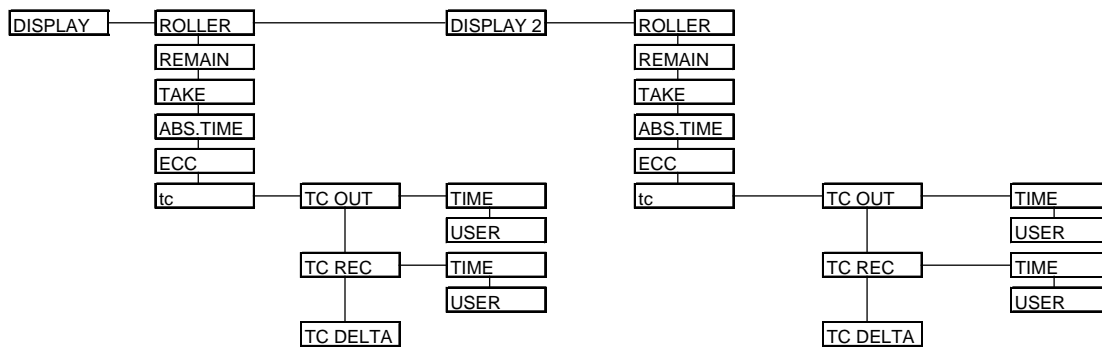 DISPLAY ROLLER DISPLAY 2 ROLLER
REMAIN REMAIN
TAKE TAKE
ABS.TIME ABS.TIME
ECC ECC
tc TC OUT TIME tc TC OUT TIME
USER USER
TC REC TIME TC REC TIME
USER USER
TC DELTA TC DELTA